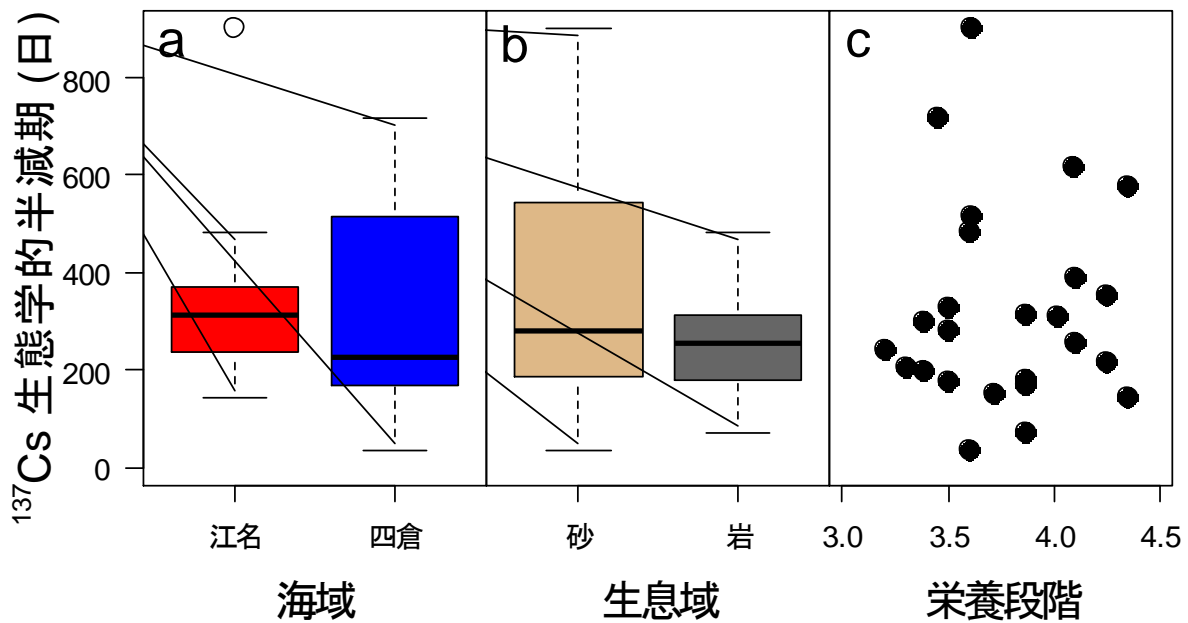 137Cs 生態学的半減期 (日)
800
600
400
200
0
a
b
c
江名
四倉
砂
岩
3.0
3.5
4.0
4.5
海域
生息域
栄養段階